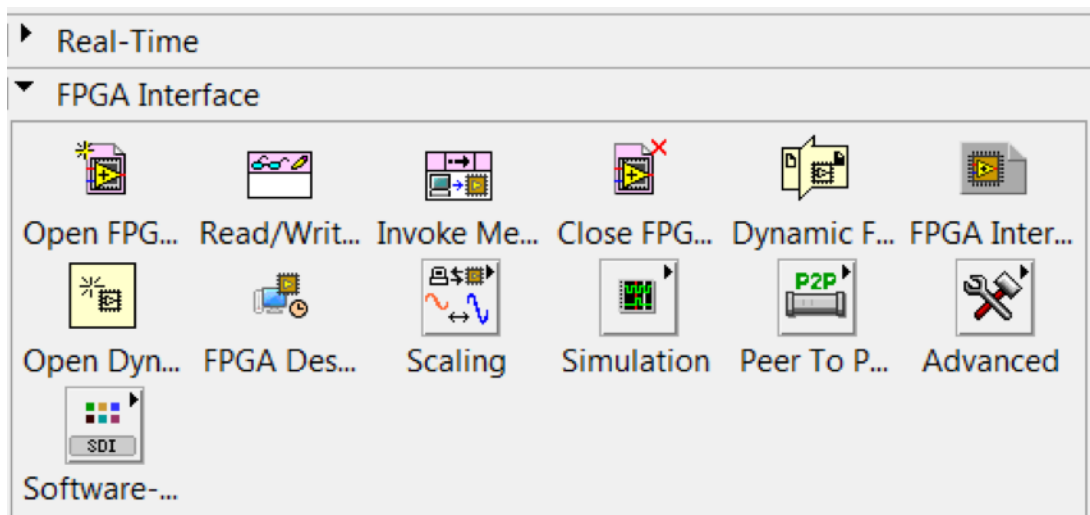 Real-Time
FPGA Interface
Open FPG... Read/Writ... Invoke Me... Close FPG... Dynamic F... FPGA Inter...
P2P
Open Dyn... FPGA Des... Scaling Simulation Peer To P... Advanced
SDI
Software-...